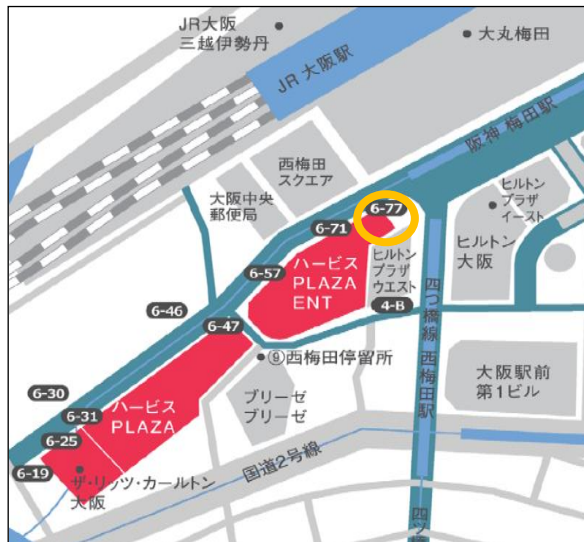 JR大阪
三越伊勢丹
大丸梅田
JR 大阪駅
阪神 梅田駅
西梅田
スクエア
大阪中央
郵便局
ヒルトン
プラザ
イースト
6-77
6-71
ヒルトン
大阪
6-57
ハービス
PLAZA
ENT
ヒルトン
プラザ
ウエスト
4-B
6-46
6-47
四つ橋線 西梅田駅
⑨西梅田停留所
大阪駅前
第1ビル
6-30
6-31
6-25
6-19
ハービス
PLAZA
ブリーゼ
ブリーゼ
国道2号線
ザ・リッツ・カールトン
大阪
四ツ橋